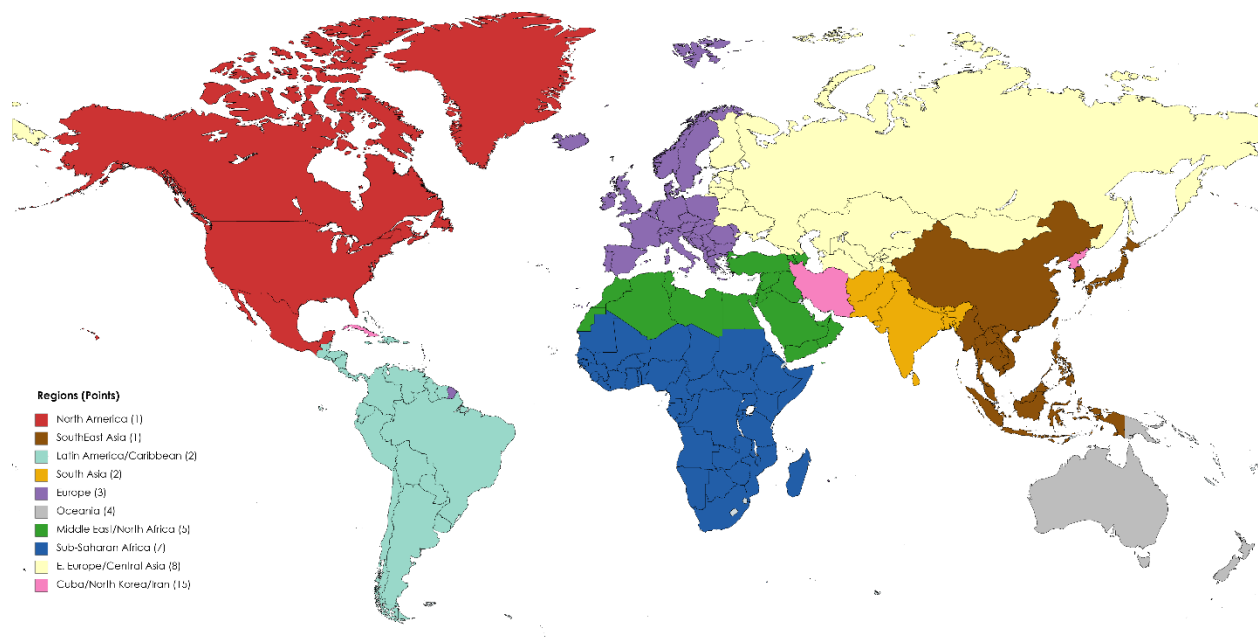 Regions (Points)
North America (1)
SouthEast Asia (1)
Latin America/Caribbean (2)
South Asia (2)
Europe (3)
Oceania (4)
Middle East/North Africa (5)
Sub-Saharan Africa (7)
E. Europe/Central Asia (8)
Cuba/North Korea/Iran (15)